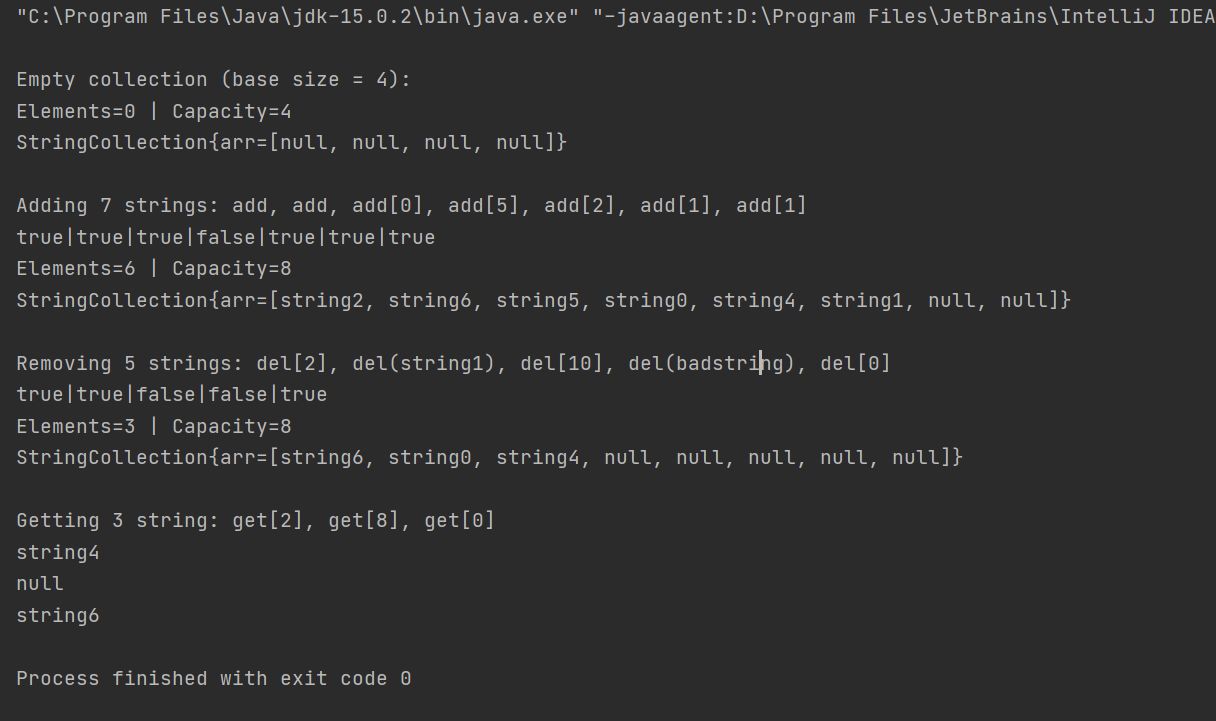 "C:\Program Files\Java\jdk-15.0.2\bin\java.exe" "-javaagent:D:\Program Files\JetBrains\IntelliJ IDEA
Empty collection (base size = 4):
Elements=0 | Capacity=4
StringCollection{arr=[null, null, null, null]}
Adding 7 strings: add, add, add[0], add[5], add[2], add[1], add[1]
true|true|true|false|true|true|true
Elements=6 | Capacity=8
StringCollection{arr=[string2, string6, string5, string0, string4, string1, null, null]}
Removing 5 strings: del[2], del(string1), del[10], del(badstring), del[0]
true|true|false|false|true
Elements=3 | Capacity=8
StringCollection{arr=[string6, string0, string4, null, null, null, null, null]}
Getting 3 string: get[2], get[8], get[0]
string4
null
string6
Process finished with exit code 0